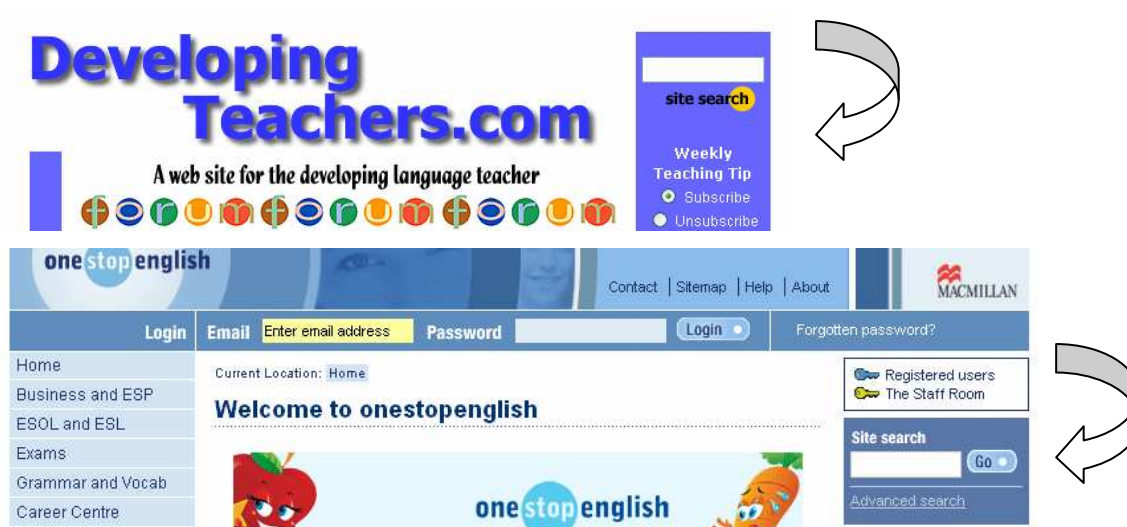 Developing
Teachers.com
A web site for the developing language teacher
forumforumforum
site search
Weekly
Teaching Tip
Subscribe
Unsubscribe
onestopenglish
Contact | Sitemap | Help | About
MACMILLAN
Login Email Enter email address Password Login Forgotten password?
Home
Business and ESP
ESOL and ESL
Exams
Grammar and Vocab
Career Centre
Current Location: Home
Welcome to onestopenglish
onestopenglish
Registered users
The Staff Room
Site search
Go
Advanced search